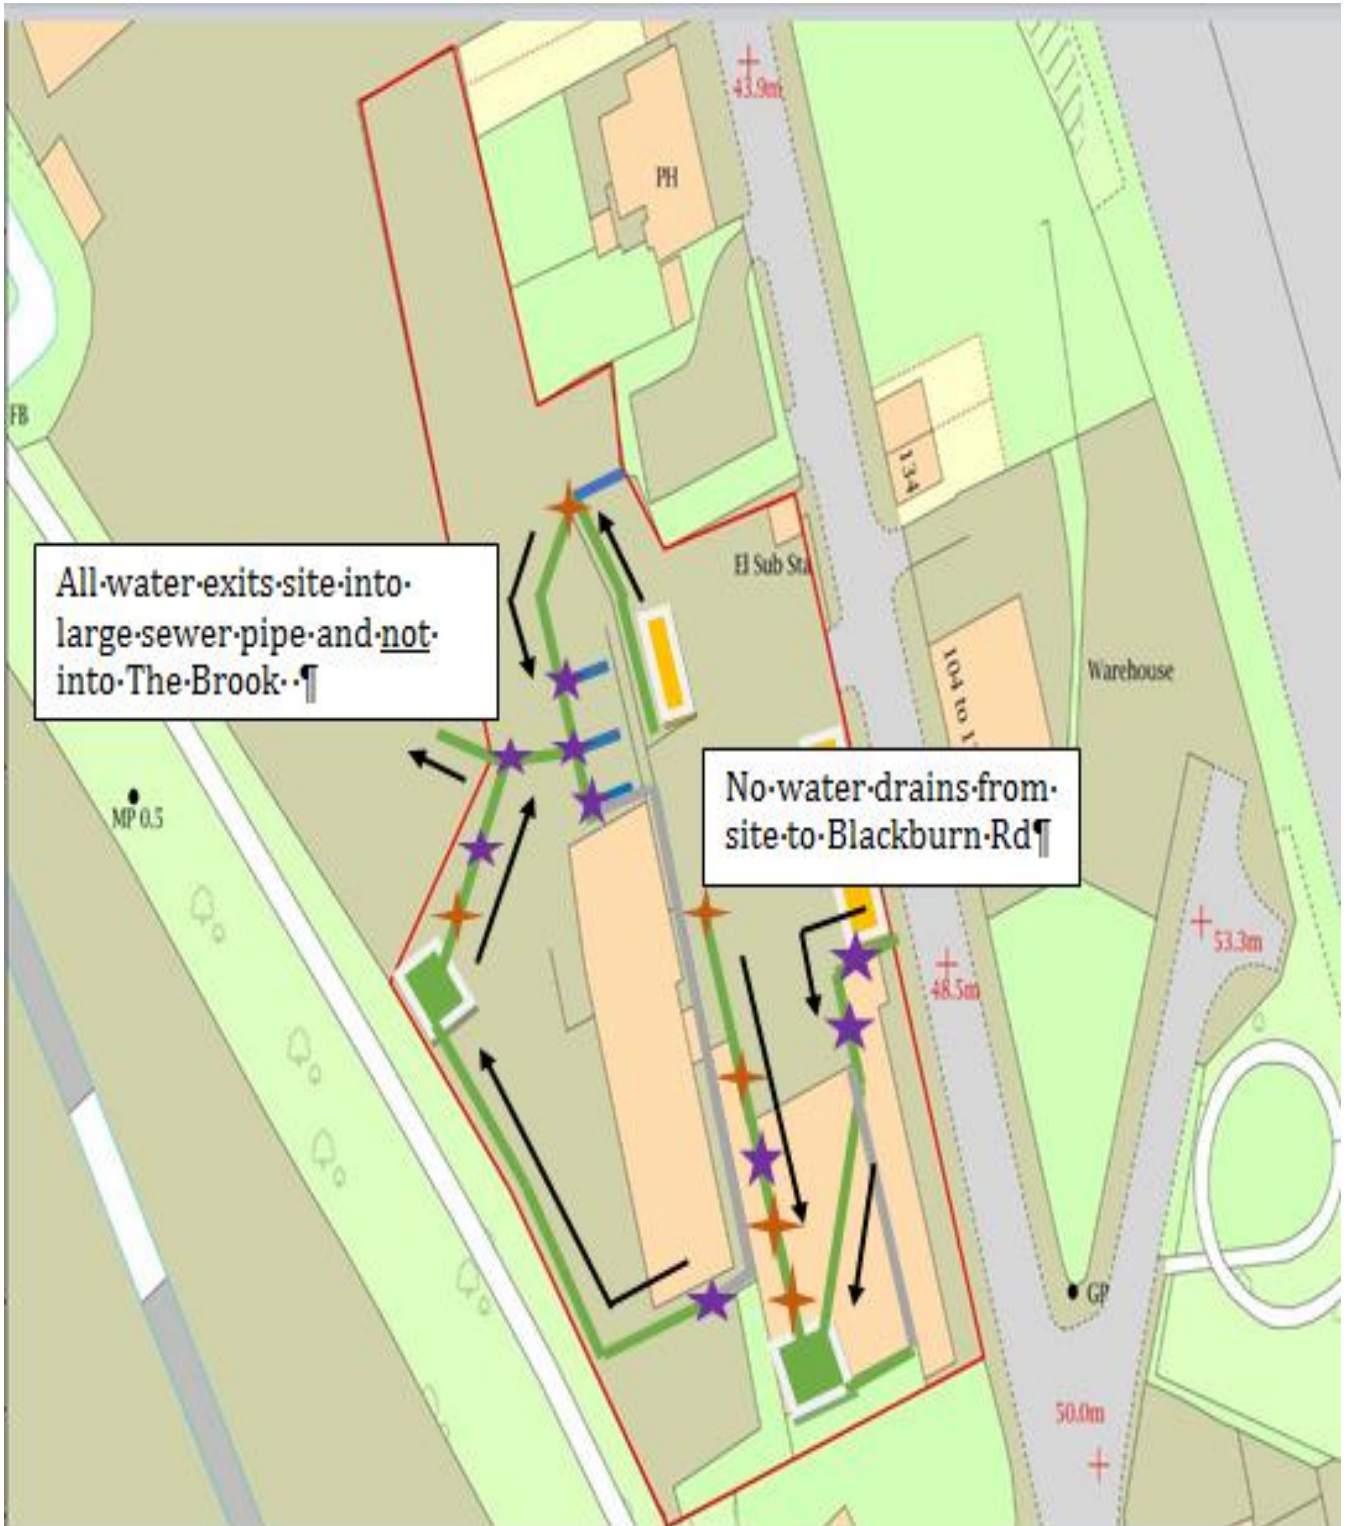 43.9m
PH
FB
134
El Sub Sta
All·water·exits·site·into·
large·sewer·pipe·and·not·
into·The·Brook··¶
104 to 1
Warehouse
MP 0.5
No·water·drains·from·
site·to·Blackburn·Rd¶
53.3m
48.5m
GP
50.0m